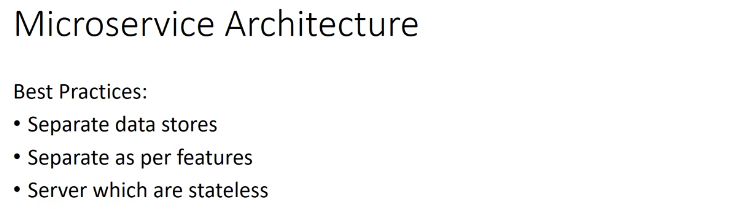 Microservice Architecture
Best Practices:
• Separate data stores
• Separate as per features
• Server which are stateless